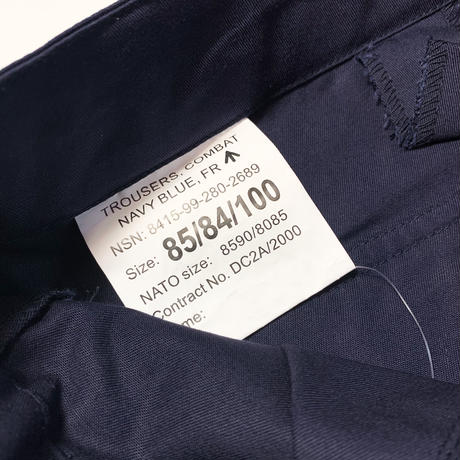 TROUSERS, COMBAT
NAVY BLUE, FR
NSN: 8415-99-280-2689
Size: 85/84/100
NATO size: 8590/8085
Contract No. DC2A/2000